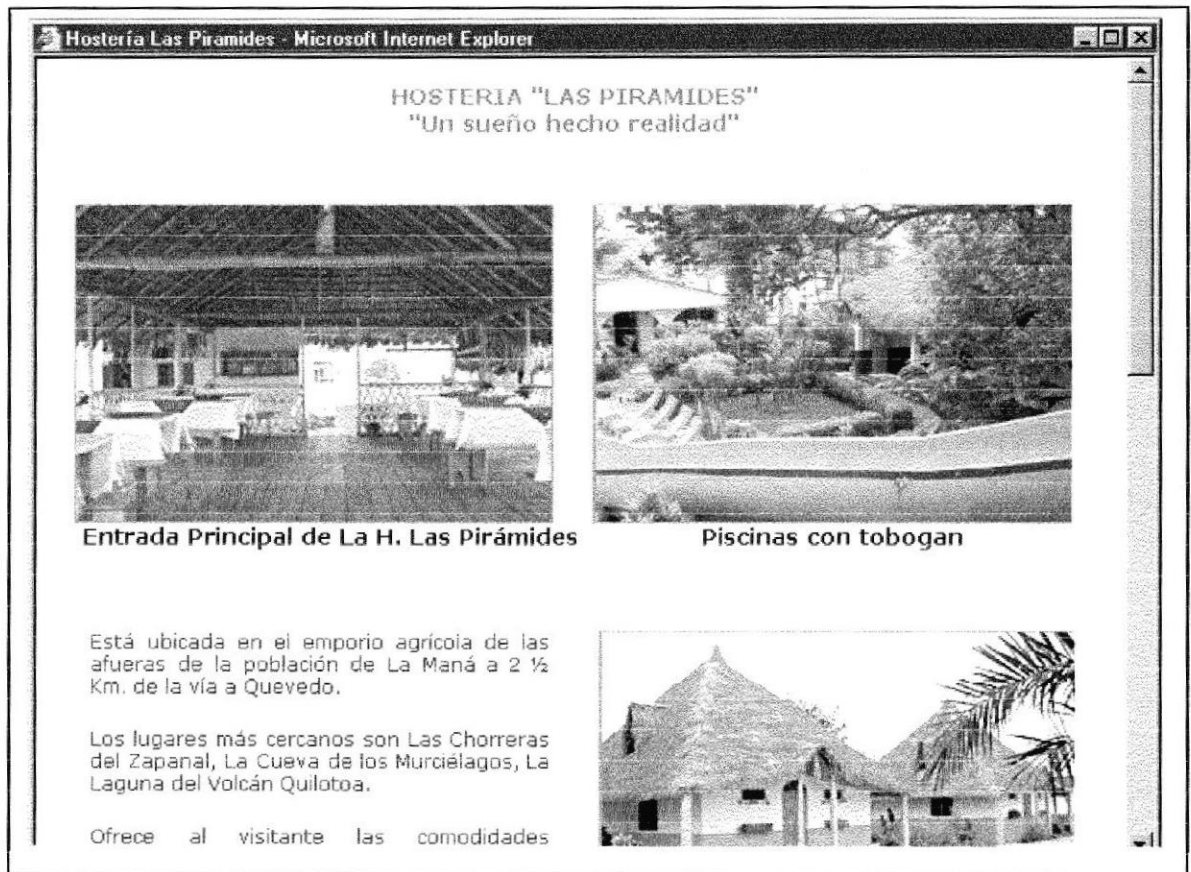 Hostería Las Piramides - Microsoft Internet Explorer
HOSTERIA "LAS PIRAMIDES"
"Un sueño hecho realidad"
Entrada Principal de La H. Las Pirámides
Piscinas con tobogan
Está ubicada en el emporio agrícola de las
afueras de la población de La Maná a 2 ½
Km. de la vía a Quevedo.
Los lugares más cercanos son Las Chorreras
del Zapanal, La Cueva de los Murciélagos, La
Laguna del Volcán Quilotoa.
Ofrece al visitante las comodidades